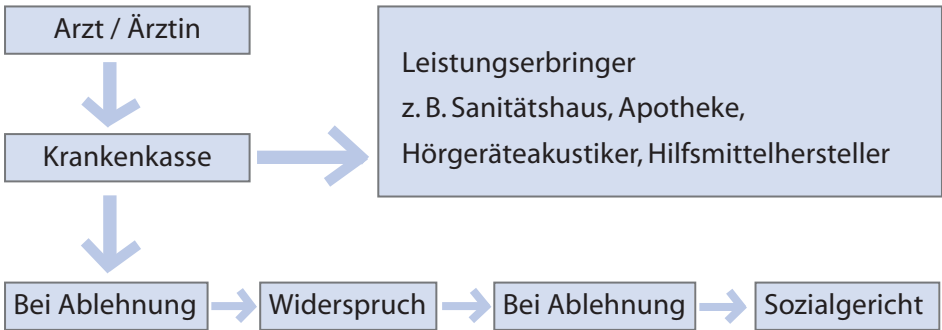 Arzt / Ärztin
Krankenkasse
Leistungserbringer
z. B. Sanitätshaus, Apotheke,
Hörgeräteakustiker, Hilfsmittelhersteller
Bei Ablehnung
Widerspruch
Bei Ablehnung
Sozialgericht